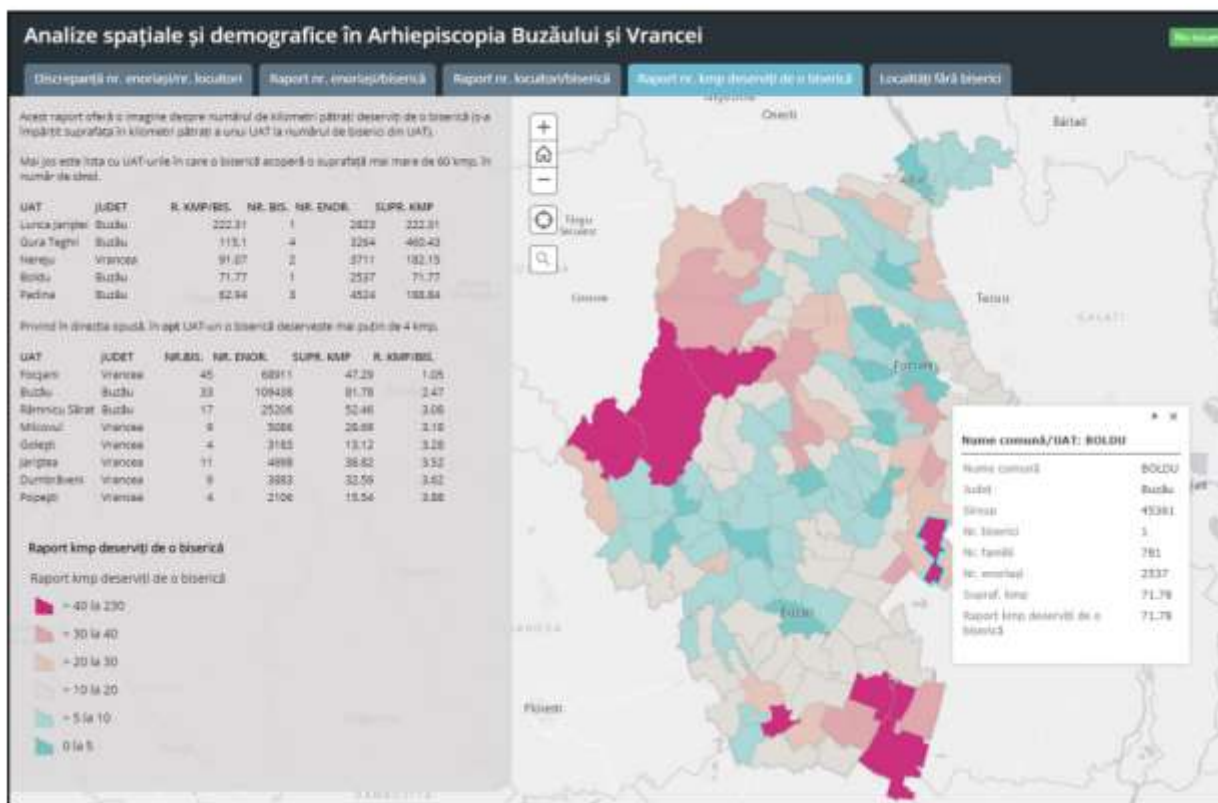 Analize spațiale și demografice în Arhiepiscopia Buzăului și Vrancei
Discrepanță nr. enoriași/nr. locuitori
Raport nr. enoriași/biserică
Raport nr. locuitori/biserică
Raport nr. kmp deserviți de o biserică
Localități fără biserici
Acest raport oferă o imagine despre numărul de kilometri pătrați deserviți de o biserică (s-a
împărțit suprafața în kilometri pătrați a unui UAT la numărul de biserici din UAT).
Mai jos este lista cu UAT-urile în care o biserică acoperă o suprafață mai mare de 60 kmp, în
număr de
UAT JUDET R. KMP/BIS. NR. BIS. NR. ENOR. SUPR. KMP
Lunca Jariștei Buzău 222.31 1 2823 222.31
Gura Teghii Buzău 115.1 4 3264 460.43
Nereju Vrancea 91.07 2 3711 182.15
Boldu Buzău 71.77 1 2537 71.77
Padina Buzău 62.94 3 4524 188.84
Privind în direcția opusă, în opt UAT-uri o biserică deservește mai puțin de 4 kmp.
UAT JUDET NR.BIS. NR. ENOR. SUPR. KMP R. KMP/BIS.
Focșani Vrancea 45 68911 47.29 1.05
Buzău Buzău 33 109436 81.78 2.47
Râmnicu Sărat Buzău 17 25206 52.46 3.08
Milcovul Vrancea 9 28.69 3.18
Golești Vrancea 4 3183 13.12 3.28
Jariștea Vrancea 11 4898 38.82 3.52
Dumbrăveni Vrancea 9 3883 32.59 3.62
Popești Vrancea 4 2106 15.54 3.88
Raport kmp deserviți de o biserică
Raport kmp deserviți de o biserică
> 40 la 230
> 30 la 40
> 20 la 30
> 10 la 20
> 5 la 10
0 la 5
Onești
Bârlad
Târgu
Secuiesc
Covasna
Tecuci
GALAȚI
Focșani
Buzău
Ploiești
Nume comună/UAT: BOLDU
Nume comună BOLDU
Județ Buzău
Sirsup 45361
Nr. biserici 1
Nr. familii 781
Nr. enoriași 2537
Supraf. kmp 71.78
Raport kmp deserviți de o 71.78
biserică